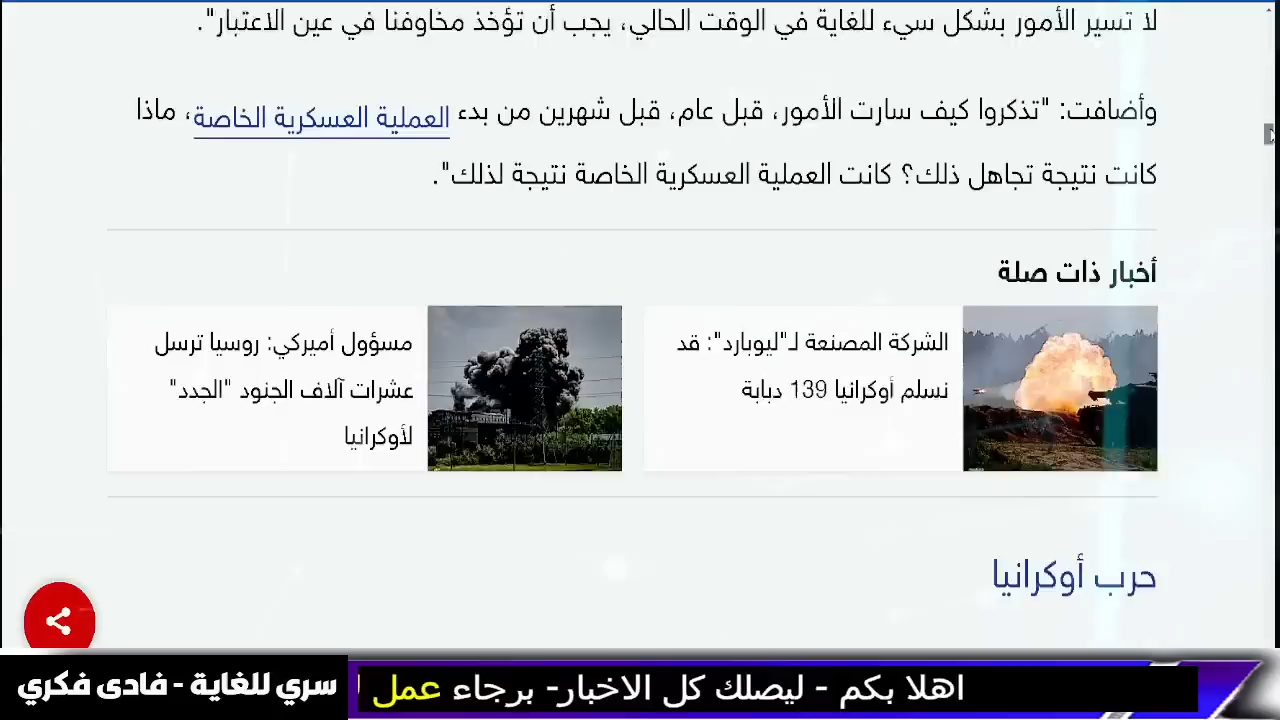 لا تسير الأمور بشكل سيء للغاية في الوقت الحالي، يجب أن تؤخذ مخاوفنا في عين الاعتبار".
وأضافت: "تذكروا كيف سارت الأمور، قبل عام، قبل شهرين من بدء العملية العسكرية الخاصة، ماذا
كانت نتيجة تجاهل ذلك؟ كانت العملية العسكرية الخاصة نتيجة لذلك".
أخبار ذات صلة
الشركة المصنعة لـ"ليوبارد": قد
نسلم أوكرانيا 139 دبابة
مسؤول أميركي: روسيا ترسل
عشرات آلاف الجنود "الجدد"
لأوكرانيا
حرب أوكرانيا
اهلا بكم - ليصلك كل الاخبار- برجاء عمل
سري للغاية - فادى فكري